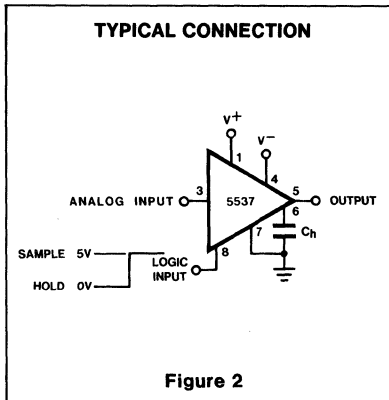 TYPICAL CONNECTION
V+
V−
1
4
3
5537
5
ANALOG INPUT
OUTPUT
6
Ch
7
8
SAMPLE 5V
LOGIC
INPUT
HOLD 0V
Figure 2